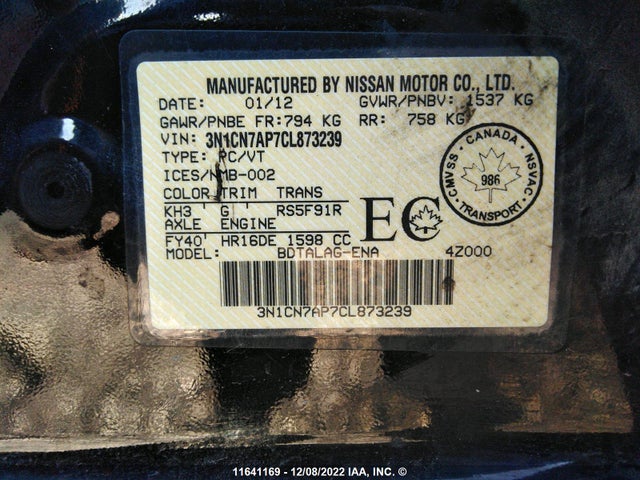 MANUFACTURED BY NISSAN MOTOR CO., LTD.
DATE: 01/12 GVWR/PNBV: 1537 KG
GAWR/PNBE FR: 794 KG RR: 758 KG
VIN: 3N1CN7AP7CL873239
TYPE: PC/VT
ICES/NMB-002
COLOR TRIM TRANS
KH3 G RS5F91R
AXLE ENGINE
FY40 HR16DE 1598 CC
MODEL: BDTALAG-ENA 4Z000
EC
CMVSS CANADA NSVAC
986
TRANSPORT
3N1CN7AP7CL873239
11641169 - 12/08/2022 IAA, INC. ©